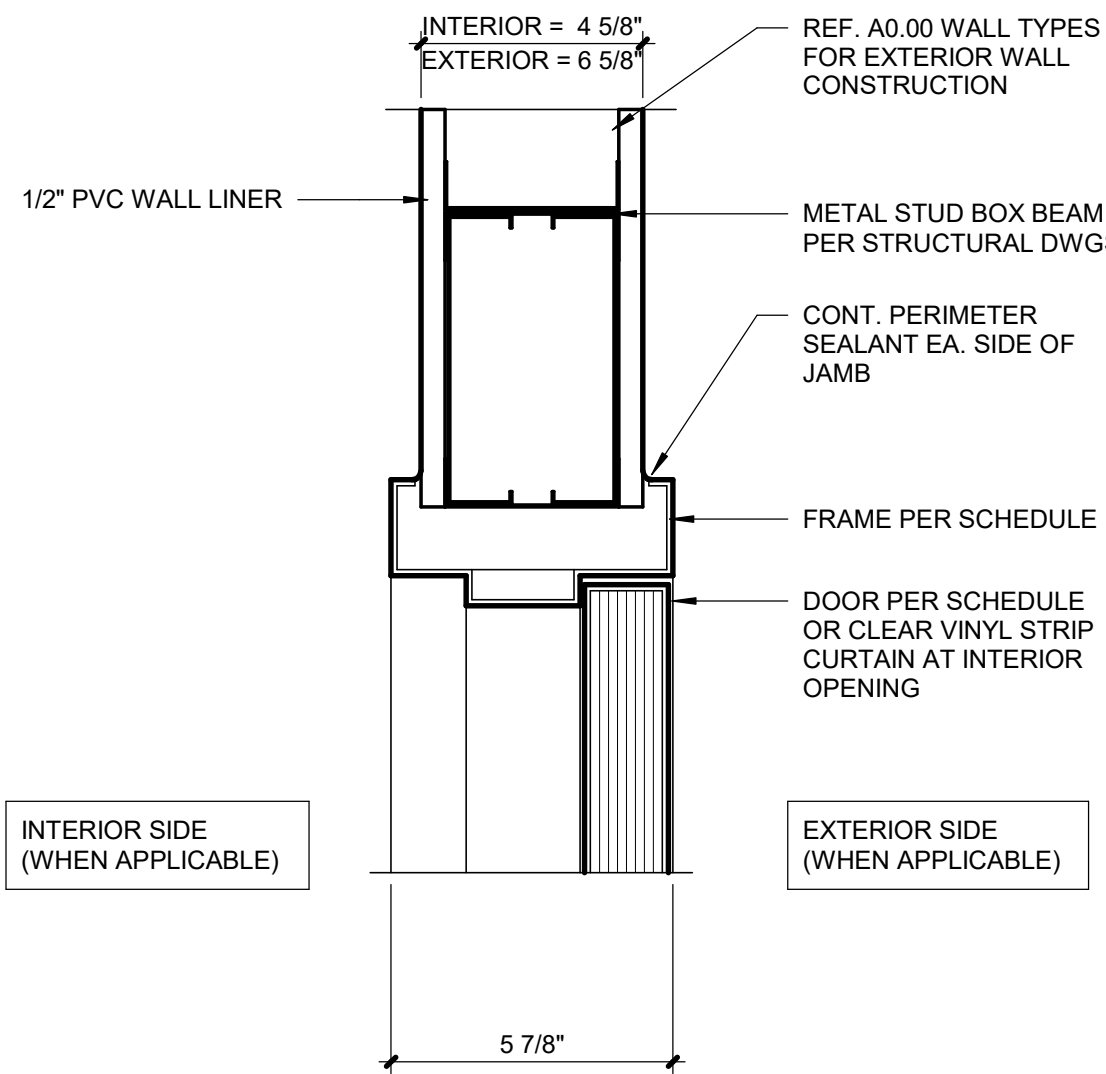 INTERIOR = 4 5/8"
EXTERIOR = 6 5/8"
REF. A0.00 WALL TYPES
FOR EXTERIOR WALL
CONSTRUCTION
1/2" PVC WALL LINER
METAL STUD BOX BEAM
PER STRUCTURAL
CONT. PERIMETER
SEALANT EA. SIDE OF
JAMB
FRAME PER SCHEDULE
DOOR PER SCHEDULE
OR CLEAR VINYL STRIP
CURTAIN AT INTERIOR
OPENING
INTERIOR SIDE
(WHEN APPLICABLE)
EXTERIOR SIDE
(WHEN APPLICABLE)
5 7/8"